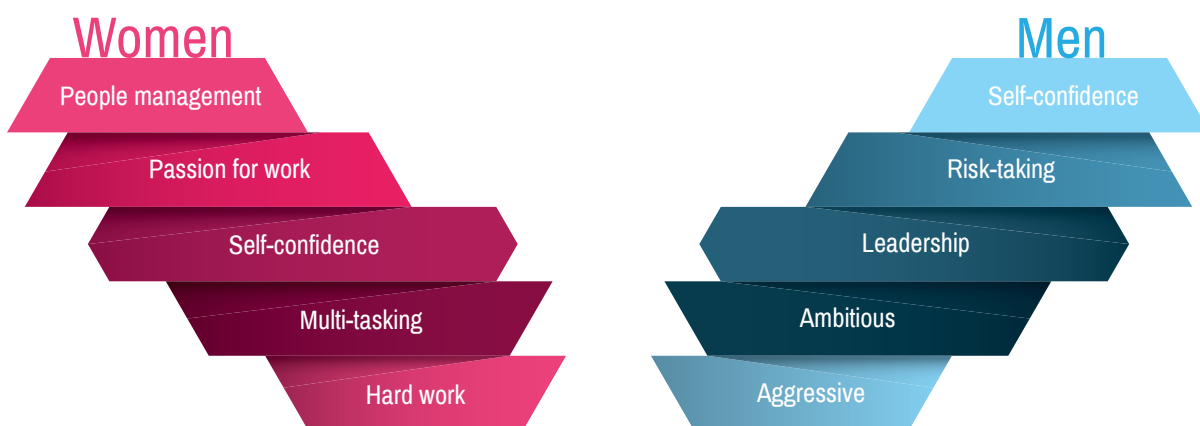 Women
People management
Passion for work
Self-confidence
Multi-tasking
Hard work
Men
Self-confidence
Risk-taking
Leadership
Ambitious
Aggressive